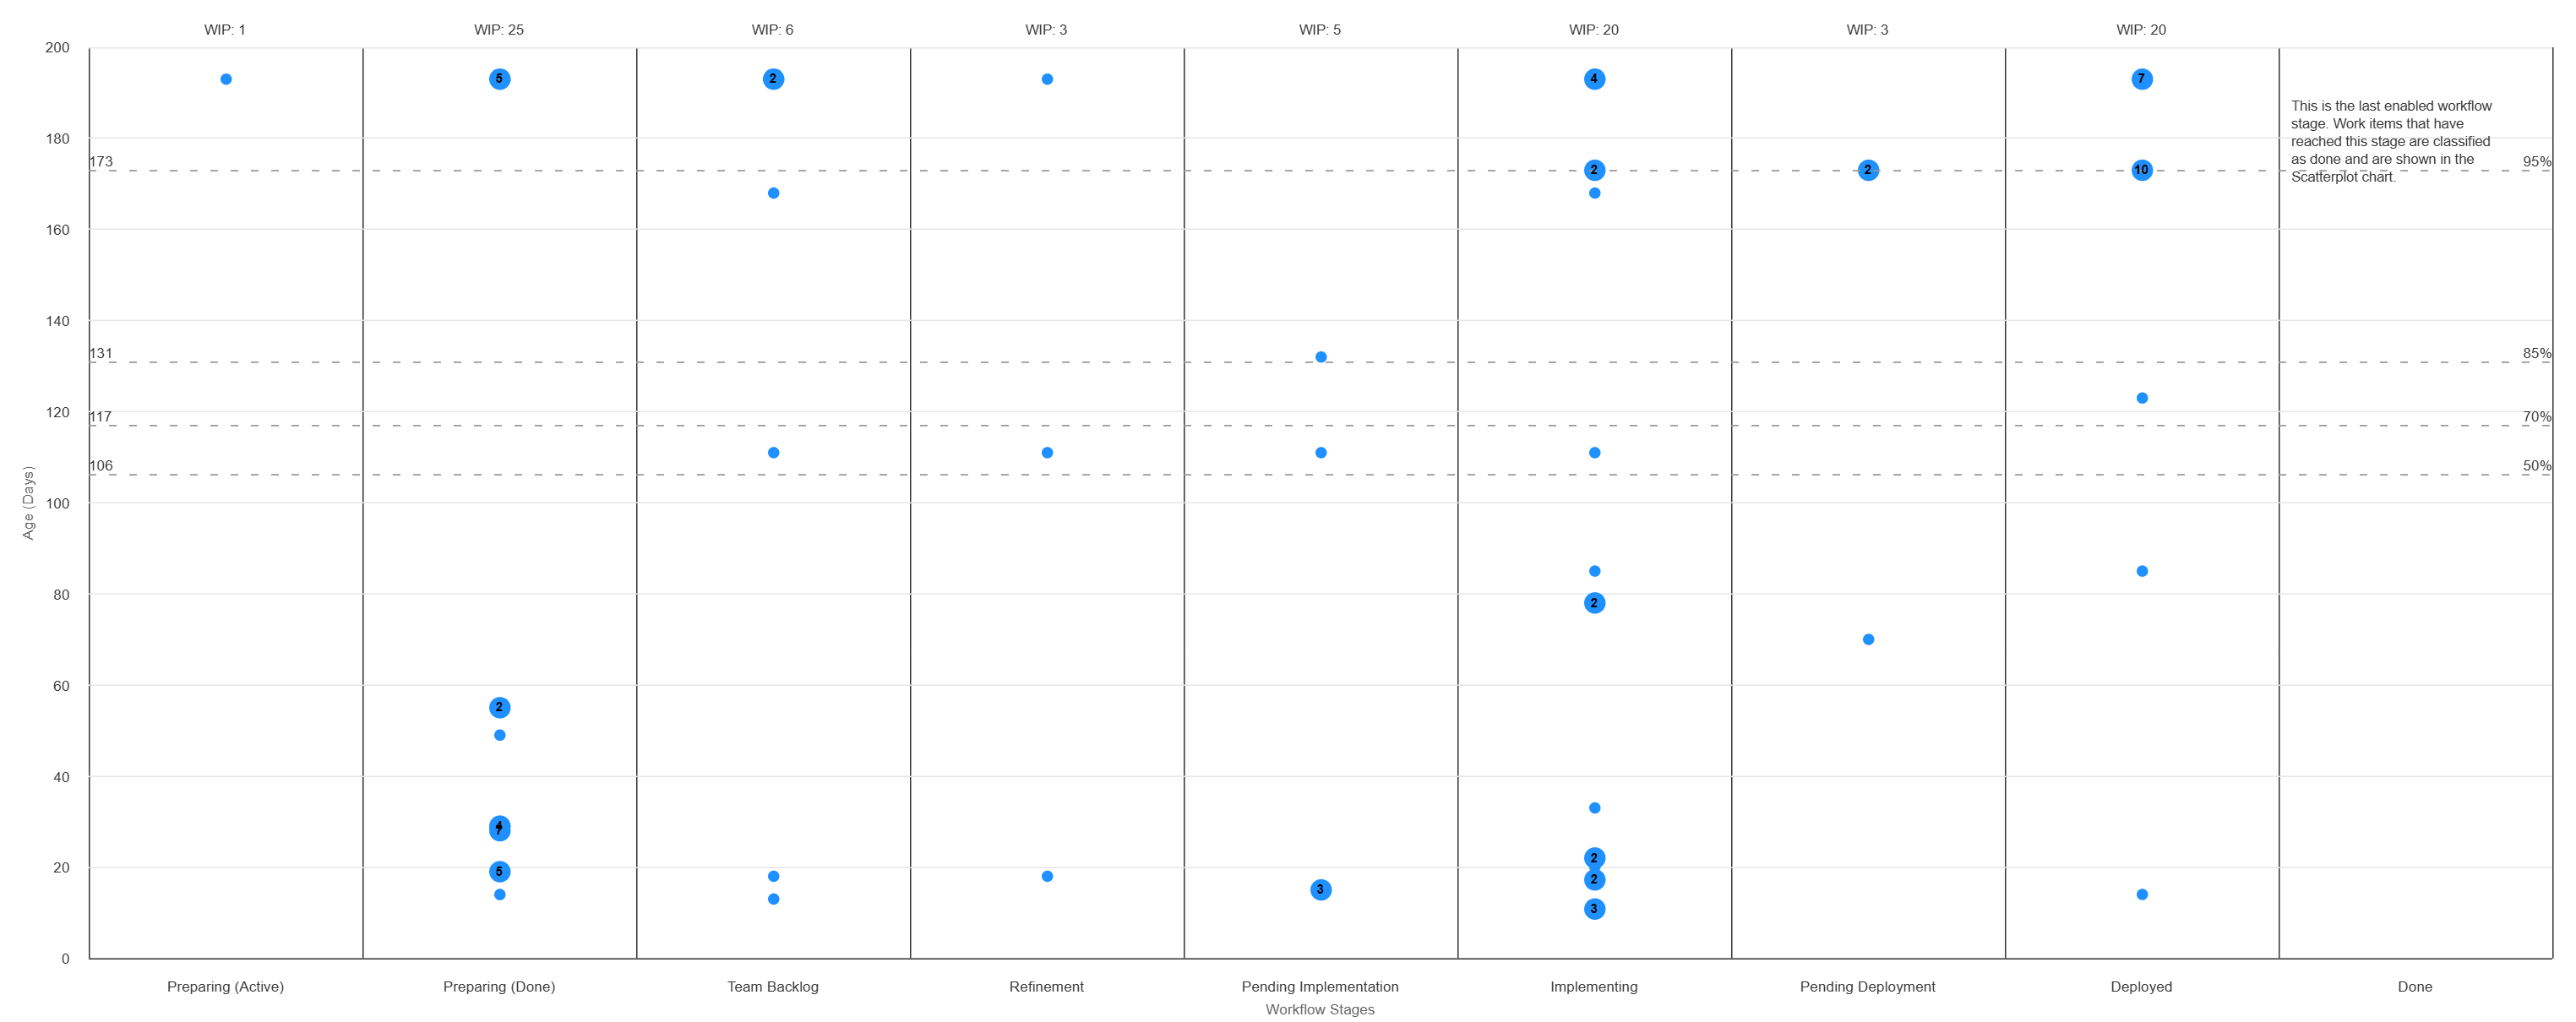 WIP: 1
WIP: 25
WIP: 6
WIP: 3
WIP: 5
WIP: 20
WIP: 3
WIP: 20
200
180
160
140
120
100
80
60
40
20
0
Age (Days)
173
131
117
106
95%
85%
70%
50%
5
2
4
7
This is the last enabled workflow
stage. Work items that have
reached this stage are classified
as done and are shown in the
Scatterplot chart.
2
2
10
2
2
4
7
5
3
2
2
3
Preparing (Active)
Preparing (Done)
Team Backlog
Refinement
Pending Implementation
Implementing
Pending Deployment
Deployed
Done
Workflow Stages